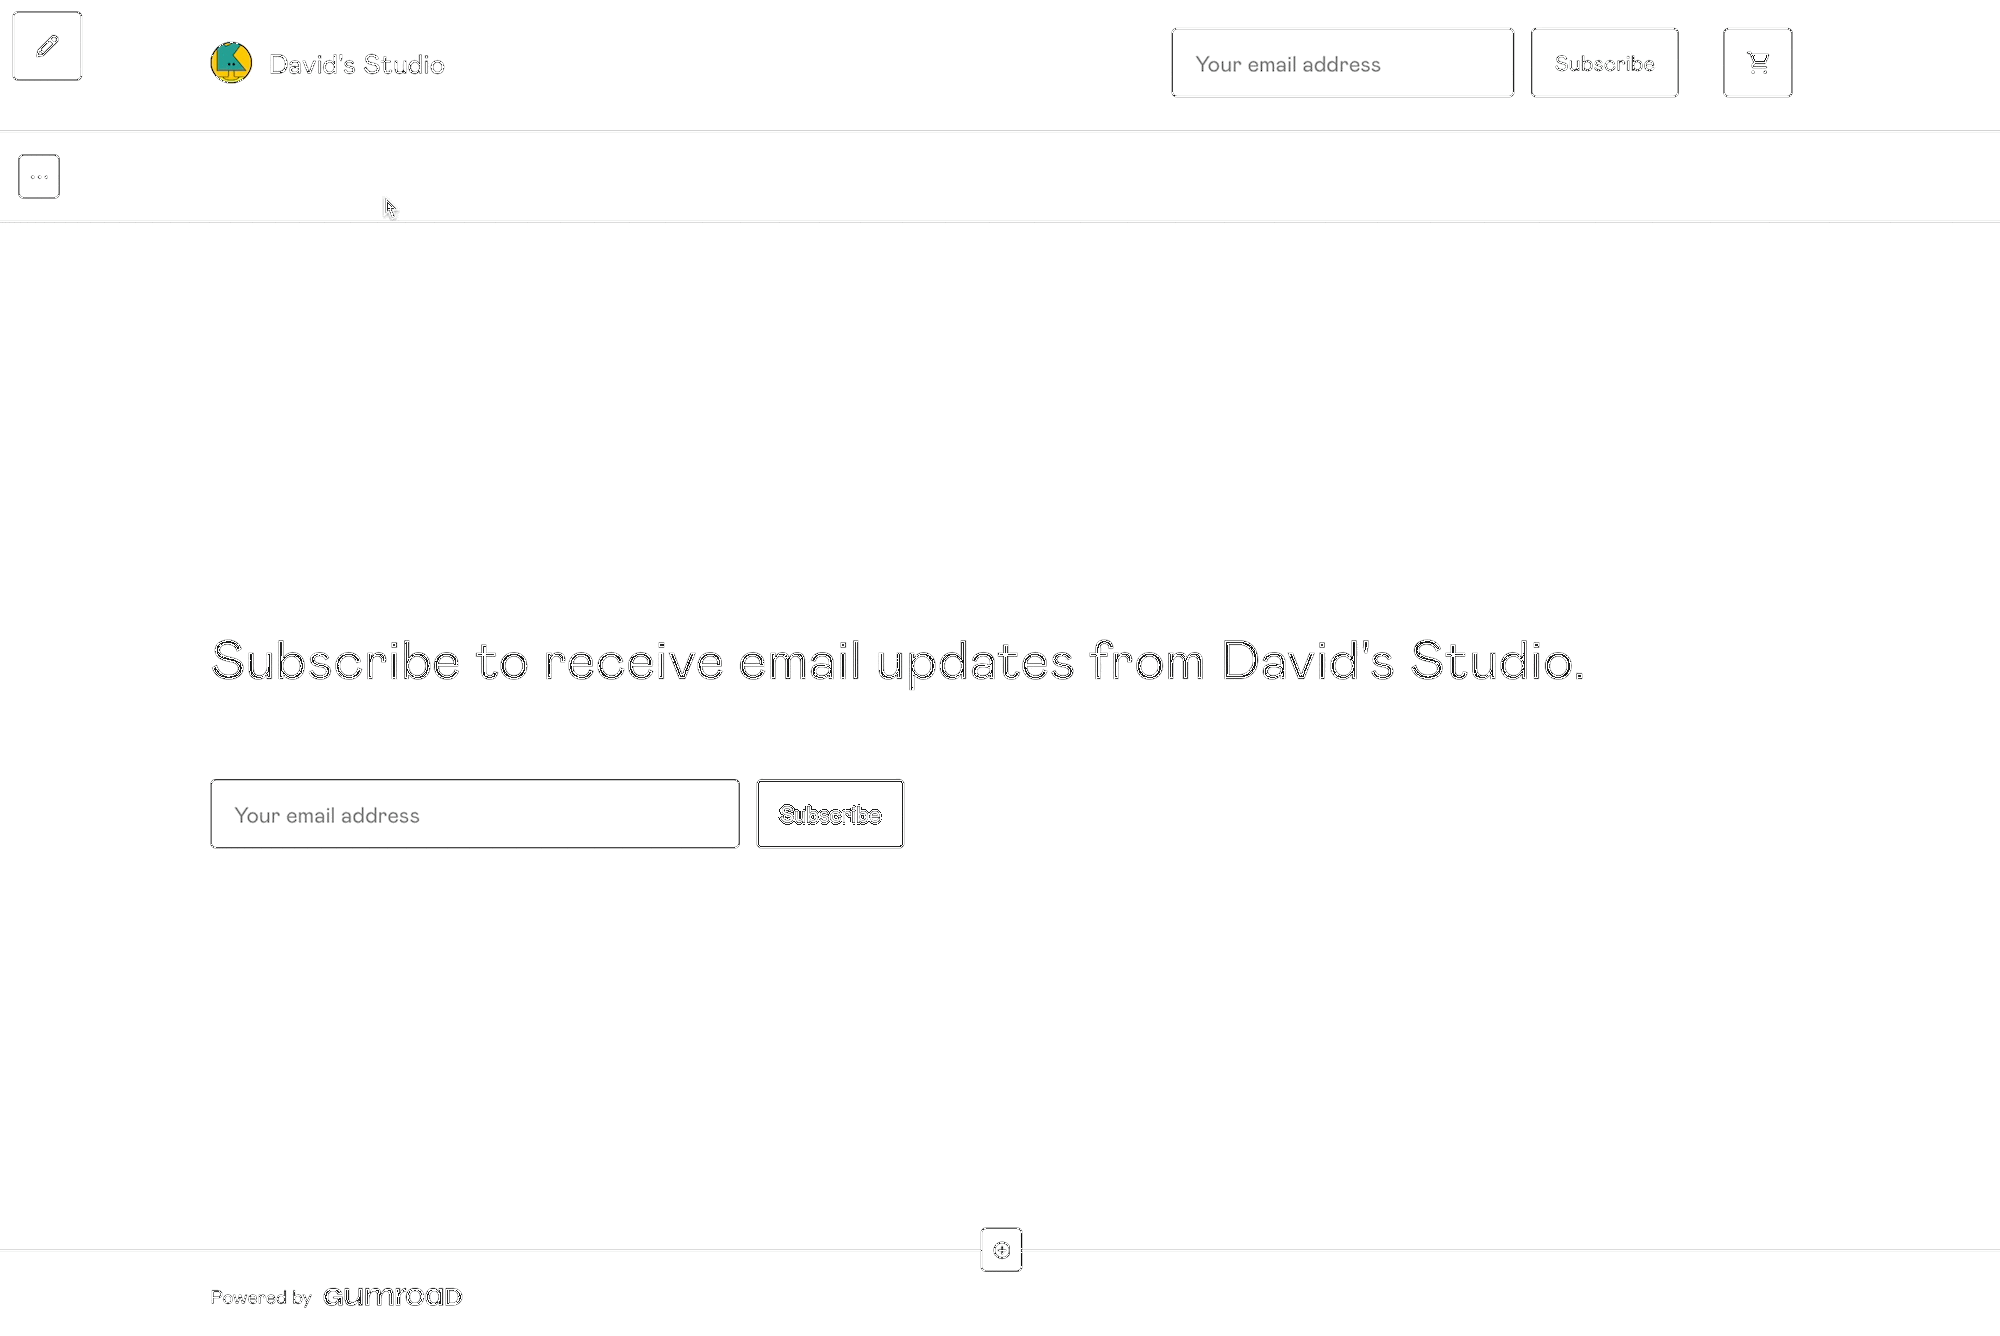 David's Studio
Your email address
Subscribe
Subscribe to receive email updates from David's Studio.
Your email address
Subscribe
Powered by GUMROAD